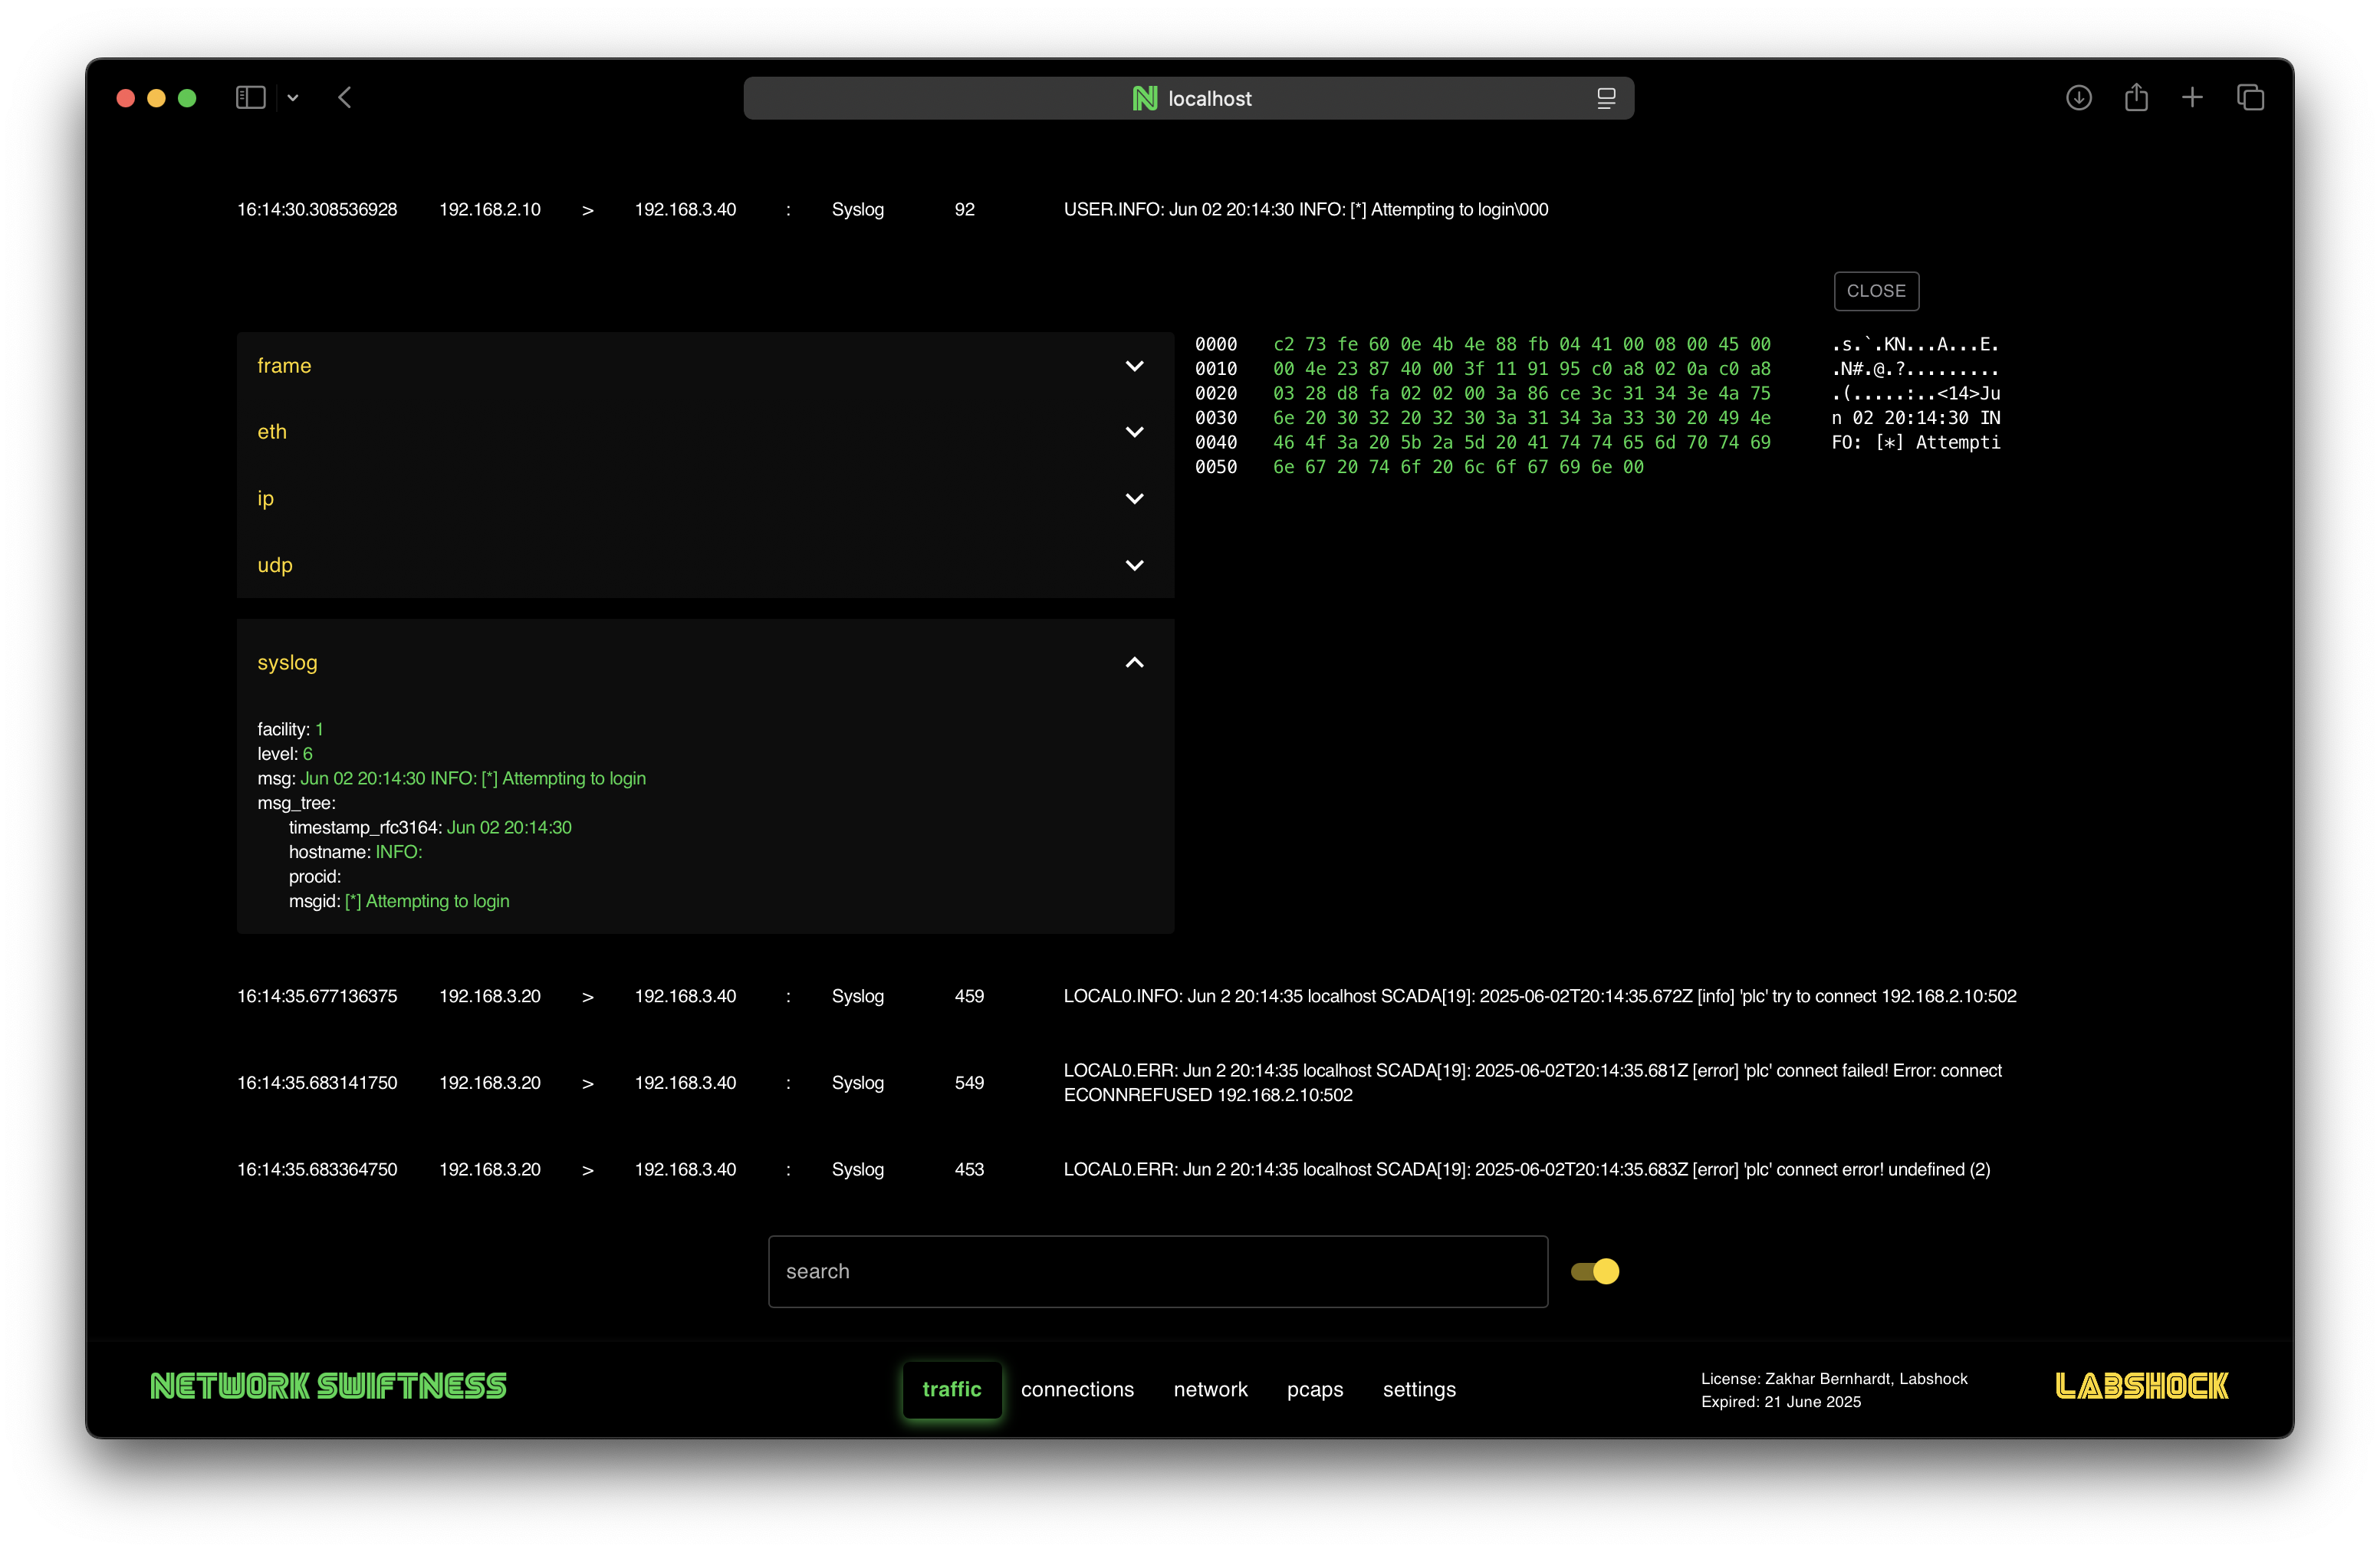 localhost
16:14:30.308536928 192.168.2.10 > 192.168.3.40 : Syslog 92 USER.INFO: Jun 02 20:14:30 INFO: [*] Attempting to login\000
CLOSE
frame
eth
ip
udp
0000 c2 73 fe 60 0e 4b 4e 88 fb 04 41 00 08 00 45 00 .s.`.KN...A...E.
0010 00 4e 23 87 40 00 3f 11 91 95 c0 a8 02 0a c0 a8 .N#.@.?.........
0020 03 28 d8 fa 02 02 00 3a 86 ce 3c 31 34 3e 4a 75 .(.....:..<14>Ju
0030 6e 20 30 32 20 32 30 3a 31 34 3a 33 30 20 49 4e n 02 20:14:30 IN
0040 46 4f 3a 20 5b 2a 5d 20 41 74 74 65 6d 70 74 69 FO: [*] Attempti
0050 6e 67 20 74 6f 20 6c 6f 67 69 6e 00
syslog
facility: 1
level: 6
msg: Jun 02 20:14:30 INFO: [*] Attempting to login
msg_tree:
timestamp_rfc3164: Jun 02 20:14:30
hostname: INFO:
procid:
msgid: [*] Attempting to login
16:14:35.677136375 192.168.3.20 > 192.168.3.40 : Syslog 459 LOCAL0.INFO: Jun 2 20:14:35 localhost SCADA[19]: 2025-06-02T20:14:35.672Z [info] 'plc' try to connect 192.168.2.10:502
16:14:35.683141750 192.168.3.20 > 192.168.3.40 : Syslog 549 LOCAL0.ERR: Jun 2 20:14:35 localhost SCADA[19]: 2025-06-02T20:14:35.681Z [error] 'plc' connect failed! Error: connect
ECONNREFUSED 192.168.2.10:502
16:14:35.683364750 192.168.3.20 > 192.168.3.40 : Syslog 453 LOCAL0.ERR: Jun 2 20:14:35 localhost SCADA[19]: 2025-06-02T20:14:35.683Z [error] 'plc' connect error! undefined (2)
search
NETWORK SWIFTNESS
traffic connections network pcaps settings
License: Zakhar Bernhardt, Labshock
Expired: 21 June 2025
LABSHOCK